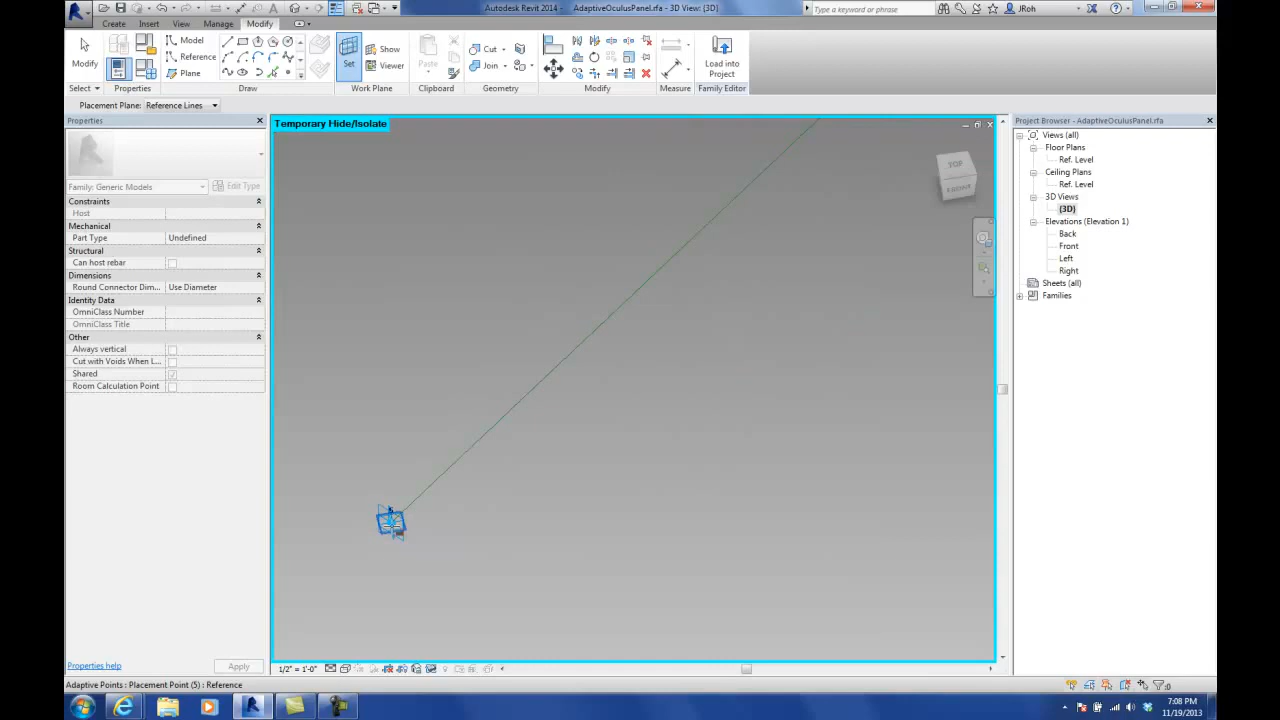 Autodesk Revit 2014 - AdaptiveOculusPanel.rfa - 3D View: {3D}
Type a keyword or phrase
JRoh
Create Insert View Manage Modify
Modify
Model
Reference
Plane
Set
Show
Viewer
Paste
Cut
Join
Load into
Project
Select Properties Draw Work Plane Clipboard Geometry Modify Measure Family Editor
Placement Plane: Reference Lines
Properties
Family: Generic Models
Edit Type
Constraints
Host
Mechanical
Part Type Undefined
Structural
Can host rebar
Dimensions
Round Connector Dim... Use Diameter
Identity Data
OmniClass Number
OmniClass Title
Other
Always vertical
Cut with Voids When L...
Shared
Room Calculation Point
Properties help
Apply
Temporary Hide/Isolate
TOP
FRONT
1/2" = 1'-0"
Project Browser - AdaptiveOculusPanel.rfa
Views (all)
Floor Plans
Ref. Level
Ceiling Plans
Ref. Level
3D Views
{3D}
Elevations (Elevation 1)
Back
Front
Left
Right
Sheets (all)
Families
Adaptive Points : Placement Point (5) : Reference
:0
7:08 PM
11/19/2013